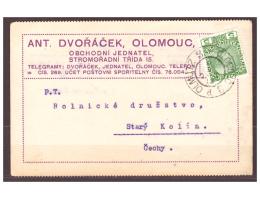 ANT. DVOŘÁČEK, OLOMOUC,
OBCHODNÍ JEDNATEL,
STROMOŘADNÍ TŘÍDA 15.
TELEGRAMY: DVOŘÁČEK, JEDNATEL, OLOMOUC. TELEFON
ČÍS. 269. ÚČET POŠTOVNÍ SPOŘITELNY ČÍS. 76.004
P.T.
Rolnické družstvo,
Starý Kolín.
Čechy.